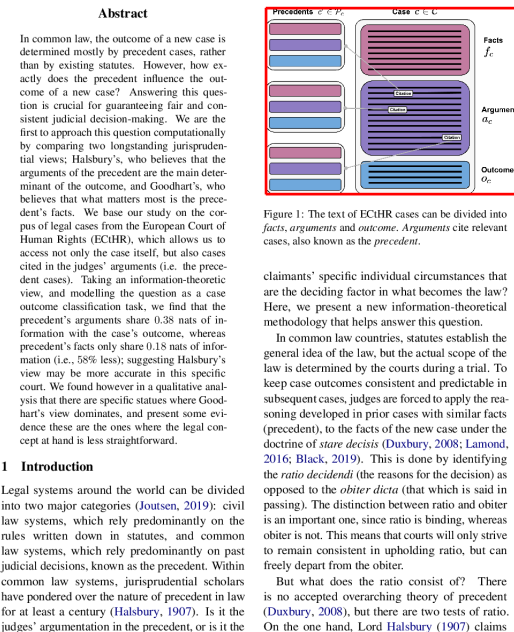 Abstract
In common law, the outcome of a new case is
determined mostly by precedent cases, rather
than by existing statutes. However, how ex-
actly does the precedent influence the out-
come of a new case? Answering this ques-
tion is crucial for guaranteeing fair and con-
sistent judicial decision-making. We are the
first to approach this question computationally
by comparing two longstanding jurispruden-
tial views; Halsbury's, who believes that the
arguments of the precedent are the main deter-
minant of the outcome, and Goodhart's, who
believes that what matters most is the prece-
dent's facts. We base our study on the cor-
pus of legal cases from the European Court of
Human Rights (ECtHR), which allows us to
access not only the case itself, but also cases
cited in the judges' arguments (i.e. the prece-
dent cases). Taking an information-theoretic
view, and modelling the question as a case
outcome classification task, we find that the
precedent's arguments share 0.38 nats of in-
formation with the case's outcome, whereas
precedent's facts only share 0.18 nats of infor-
mation (i.e., 58% less); suggesting Halsbury's
view may be more accurate in this specific
court. We found however in a qualitative anal-
ysis that there are specific statues where Good-
hart's view dominates, and present some evi-
dence these are the ones where the legal con-
cept at hand is less straightforward.
1 Introduction
Legal systems around the world can be divided
into two major categories (Joutsen, 2019): civil
law systems, which rely predominantly on the
rules written down in statutes, and common
law systems, which rely predominantly on past
judicial decisions, known as the precedent. Within
common law systems, jurisprudential scholars
have pondered over the nature of precedent in law
for at least a century (Halsbury, 1907). Is it the
judges' argumentation in the precedent, or is it the
Precedents c' ∈ P_c
Case c ∈ C
Facts
f_c
Citation
Citation
Argumen
a_c
Citation
Outcome
o_c
Figure 1: The text of ECtHR cases can be divided into
facts, arguments and outcome. Arguments cite relevant
cases, also known as the precedent.
claimants' specific individual circumstances that
are the deciding factor in what becomes the law?
Here, we present a new information-theoretical
methodology that helps answer this question.
In common law countries, statutes establish the
general idea of the law, but the actual scope of the
law is determined by the courts during a trial. To
keep case outcomes consistent and predictable in
subsequent cases, judges are forced to apply the rea-
soning developed in prior cases with similar facts
(precedent), to the facts of the new case under the
doctrine of stare decisis (Duxbury, 2008; Lamond,
2016; Black, 2019). This is done by identifying
the ratio decidendi (the reasons for the decision) as
opposed to the obiter dicta (that which is said in
passing). The distinction between ratio and obiter
is an important one, since ratio is binding, whereas
obiter is not. This means that courts will only strive
to remain consistent in upholding ratio, but can
freely depart from the obiter.
But what does the ratio consist of? There
is no accepted overarching theory of precedent
(Duxbury, 2008), but there are two tests of ratio.
On the one hand, Lord Halsbury (1907) claims